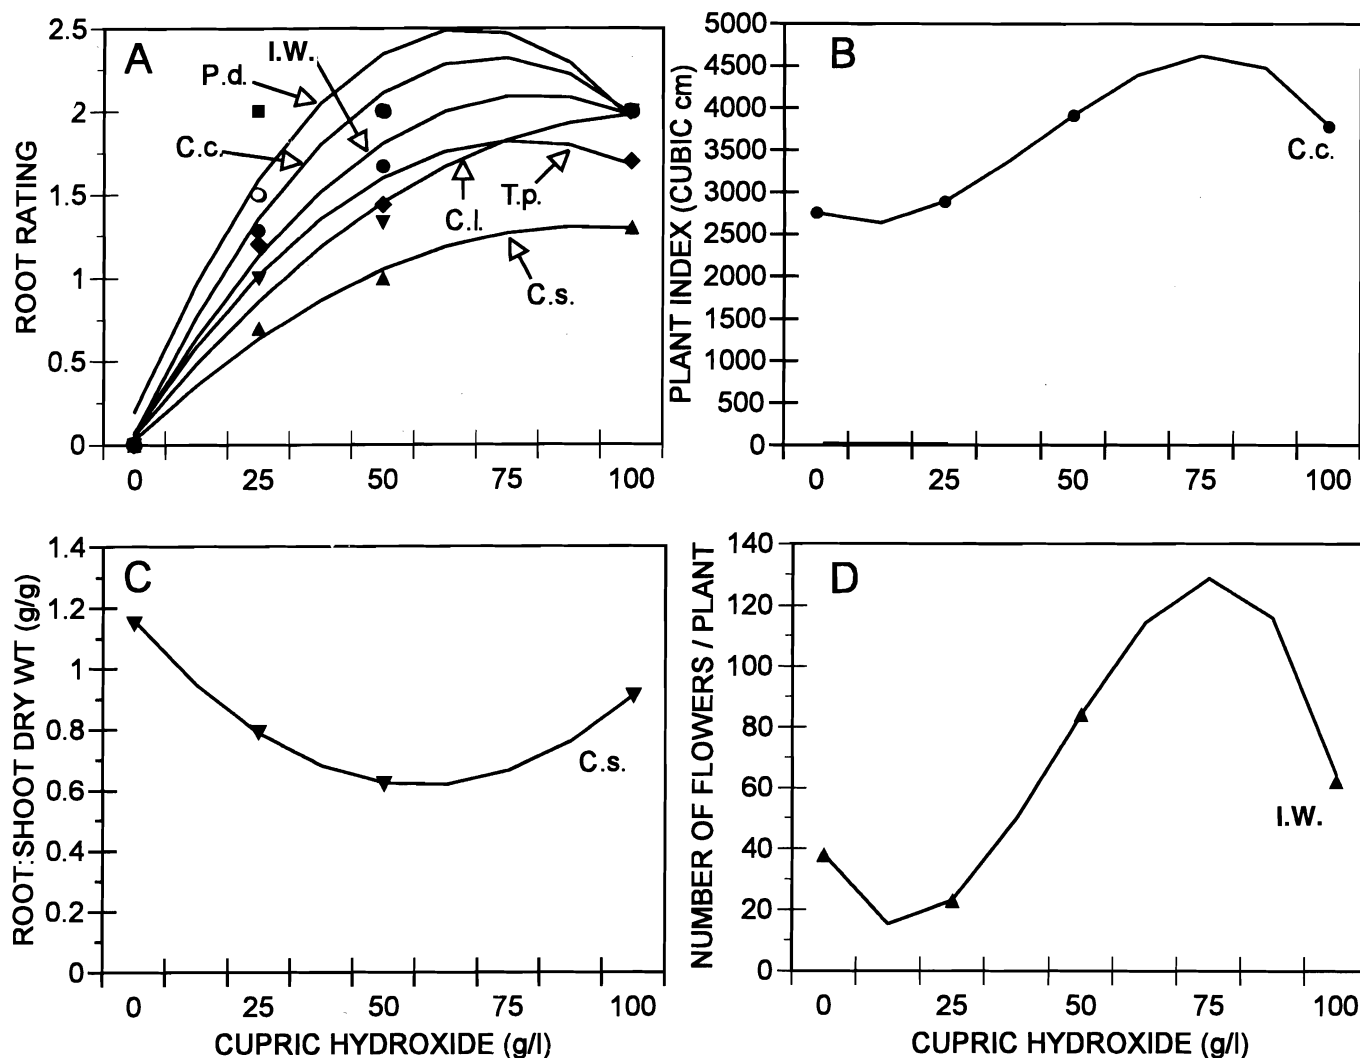 A
ROOT RATING
2.5
2
1.5
1
0.5
0
0
25
50
75
100
P.d.
I.W.
C.c.
C.l.
T.p.
C.s.
B
PLANT INDEX (CUBIC cm)
5000
4500
4000
3500
3000
2500
2000
1500
1000
500
0
0
25
50
75
100
C.c.
C
ROOT:SHOOT DRY WT (g/g)
1.4
1.2
1
0.8
0.6
0.4
0.2
0
0
25
50
75
100
C.s.
CUPRIC HYDROXIDE (g/l)
D
NUMBER OF FLOWERS / PLANT
140
120
100
80
60
40
20
0
0
25
50
75
100
I.W.
CUPRIC HYDROXIDE (g/l)